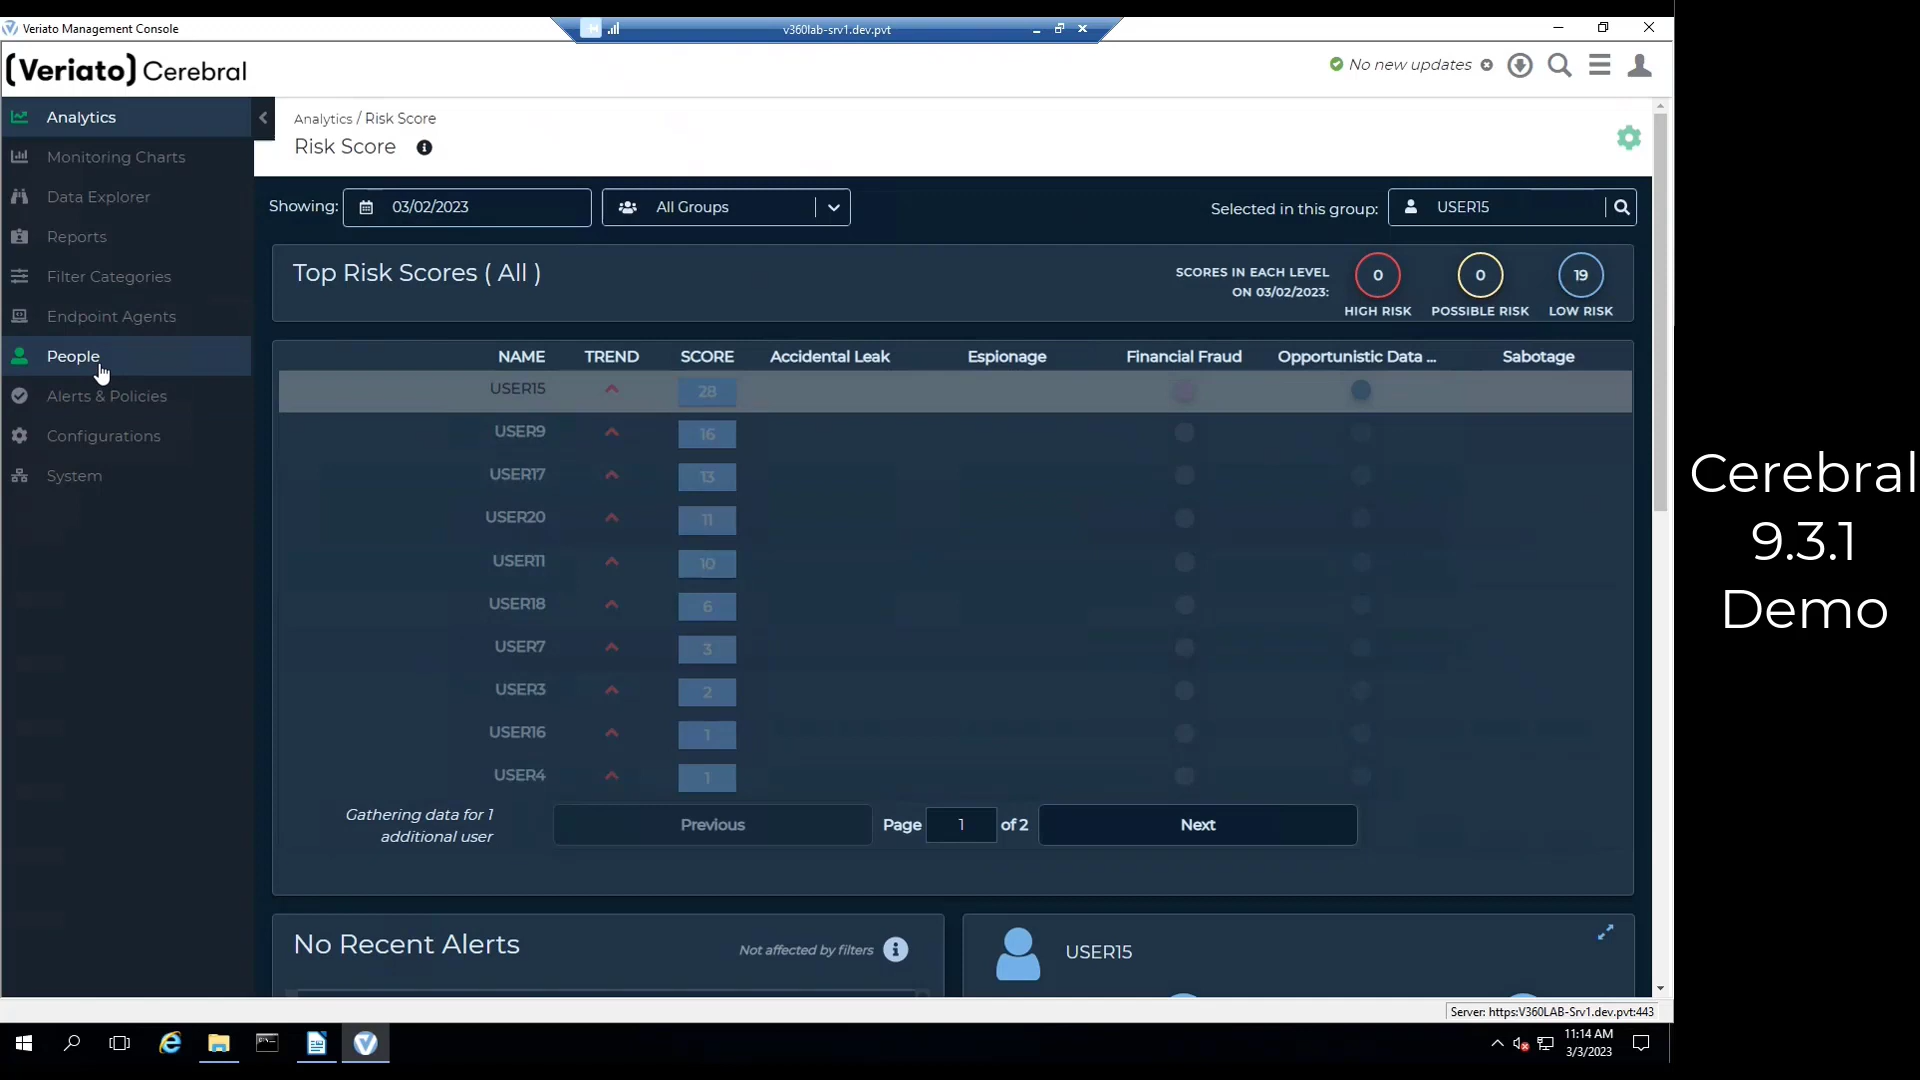 Veriato Management Console
v360lab-srv1.dev.pvt
(Veriato) Cerebral
No new updates
Analytics
Monitoring Charts
Data Explorer
Reports
Filter Categories
Endpoint Agents
People
Alerts & Policies
Configurations
System
Analytics / Risk Score
Risk Score
Showing:
03/02/2023
All Groups
Selected in this group:
USER15
Top Risk Scores ( All )
SCORES IN EACH LEVEL
ON 03/02/2023:
0
HIGH RISK
0
POSSIBLE RISK
19
LOW RISK
NAME TREND SCORE Accidental Leak Espionage Financial Fraud Opportunistic Data ... Sabotage
USER15 28
USER9 16
USER17 13
USER20 11
USER11 10
USER18 6
USER7 3
USER3 2
USER16 1
USER4 1
Gathering data for 1
additional user
Previous
Page 1 of 2
Next
No Recent Alerts
Not affected by filters
USER15
Server: https:V360LAB-Srv1.dev.pvt:443
11:14 AM
3/3/2023
Cerebral
9.3.1
Demo